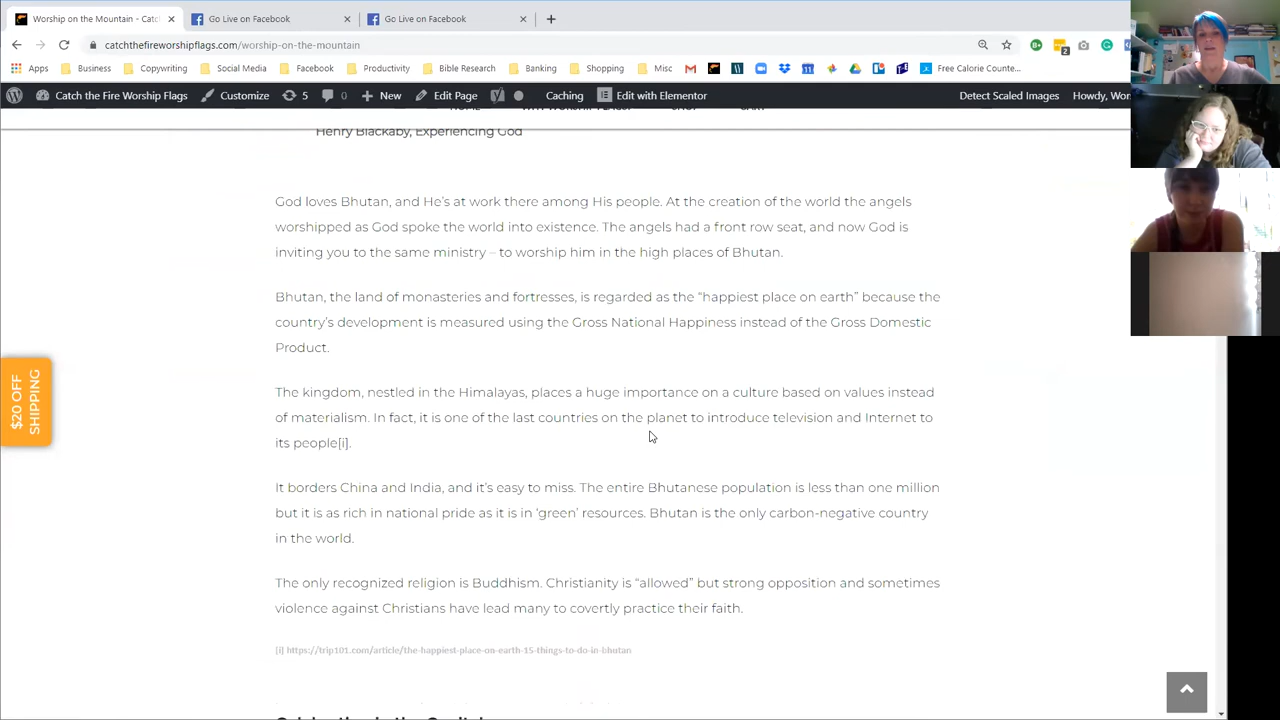 Worship on the Mountain - Catc
Go Live on Facebook
Go Live on Facebook
catchthefireworshipflags.com/worship-on-the-mountain
2
Apps
Business
Copywriting
Social Media
Facebook
Productivity
Bible Research
Banking
Shopping
Misc
Free Calorie Counte...
Catch the Fire Worship Flags
Customize
5
0
New
Edit Page
Caching
Edit with Elementor
Detect Scaled Images
Howdy, Wor
Henry Blackaby, Experiencing God
God loves Bhutan, and He's at work there among His people. At the creation of the world the angels
worshipped as God spoke the world into existence. The angels had a front row seat, and now God is
inviting you to the same ministry – to worship him in the high places of Bhutan.
Bhutan, the land of monasteries and fortresses, is regarded as the “happiest place on earth” because the
country's development is measured using the Gross National Happiness instead of the Gross Domestic
Product.
The kingdom, nestled in the Himalayas, places a huge importance on a culture based on values instead
of materialism. In fact, it is one of the last countries on the planet to introduce television and Internet to
its people[i].
It borders China and India, and it's easy to miss. The entire Bhutanese population is less than one million
but it is as rich in national pride as it is in ‘green’ resources. Bhutan is the only carbon-negative country
in the world.
The only recognized religion is Buddhism. Christianity is “allowed” but strong opposition and sometimes
violence against Christians have lead many to covertly practice their faith.
[i] https://trip101.com/article/the-happiest-place-on-earth-15-things-to-do-in-bhutan
$20 OFF
SHIPPING